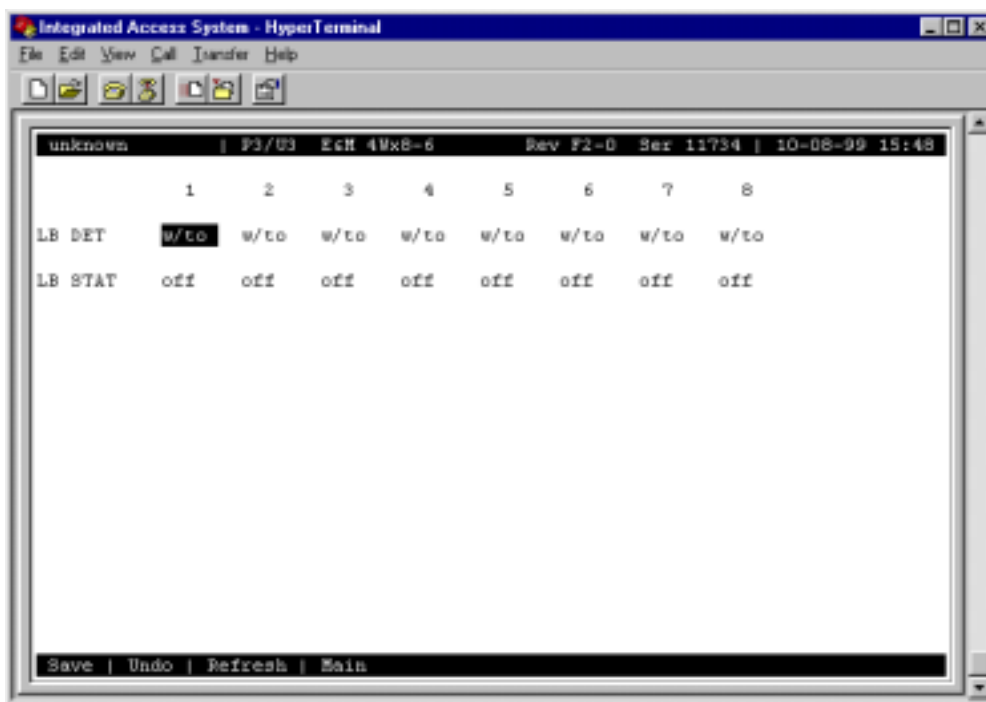 Integrated Access System - HyperTerminal
File Edit View Call Transfer Help
unknown | P3/U3 E&M 4Wx8-6 Rev F2-0 Ser 11734 | 10-08-99 15:48
1 2 3 4 5 6 7 8
LB DET w/to w/to w/to w/to w/to w/to w/to w/to
LB STAT off off off off off off off off
Save | Undo | Refresh | Main